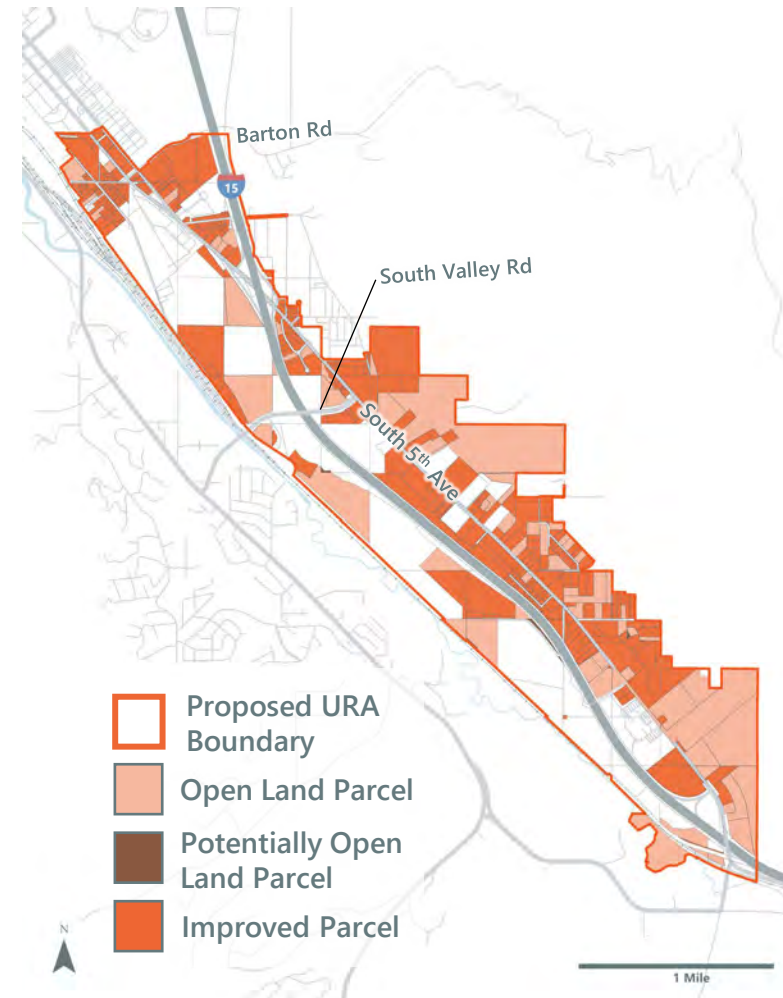 Barton Rd
15
South Valley Rd
South 5th Ave
Proposed URA
Boundary
Open Land Parcel
Potentially Open
Land Parcel
Improved Parcel
N
1 Mile